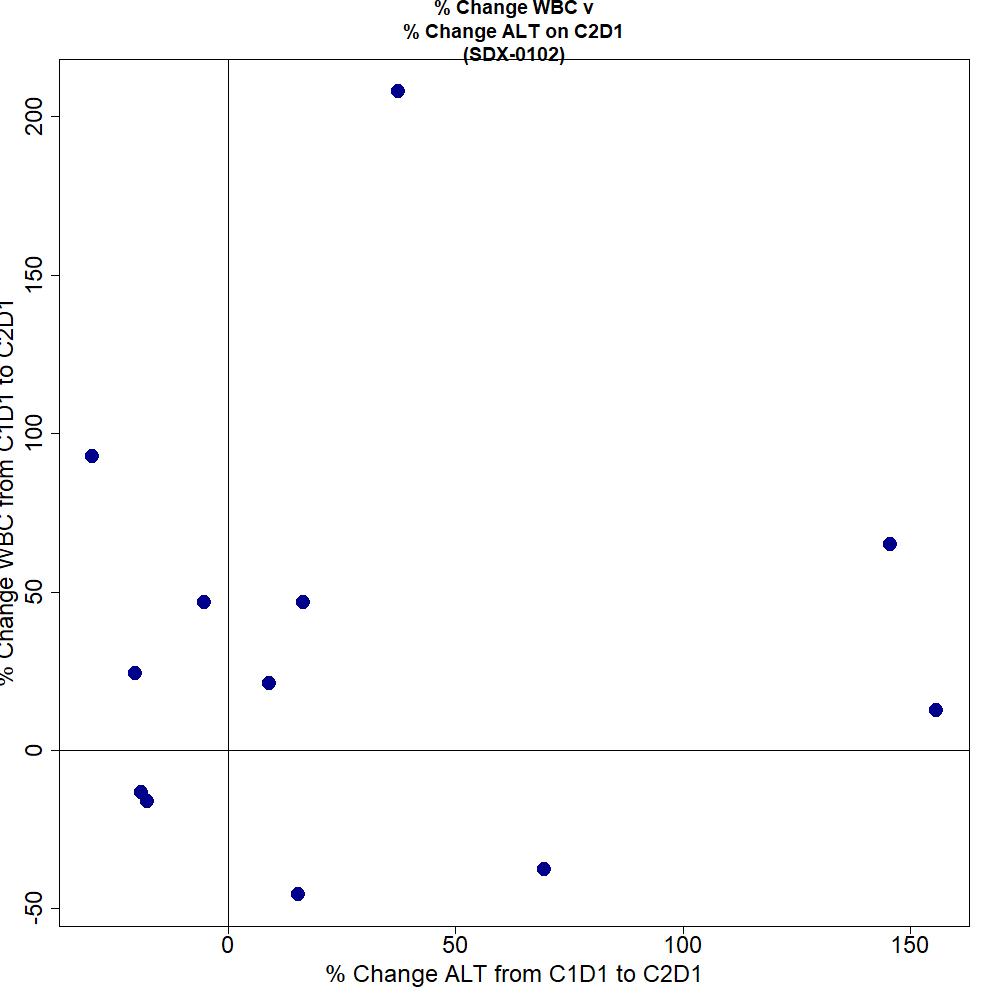 % Change WBC v
% Change ALT on C2D1
(SDX-0102)
200
150
100
50
0
-50
% Change WBC from C1D1 to C2D1
0
50
100
150
% Change ALT from C1D1 to C2D1